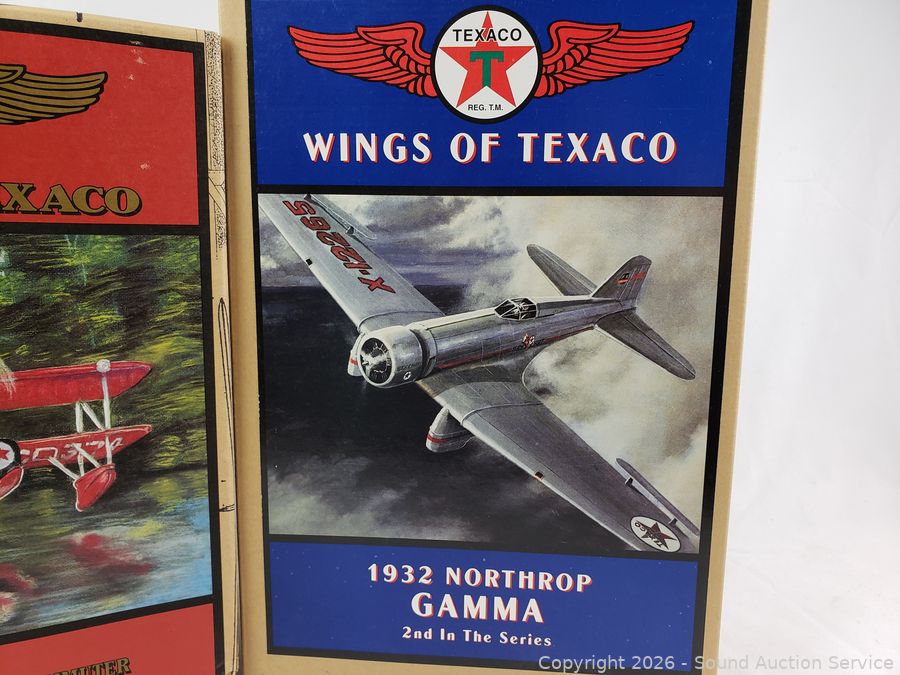 TEXACO
T
REG. T.M.
WINGS OF TEXACO
XACO
X-12265
TEXACO
1932 NORTHROP
GAMMA
2nd In The Series
Copyright 2026 - Sound Auction Service